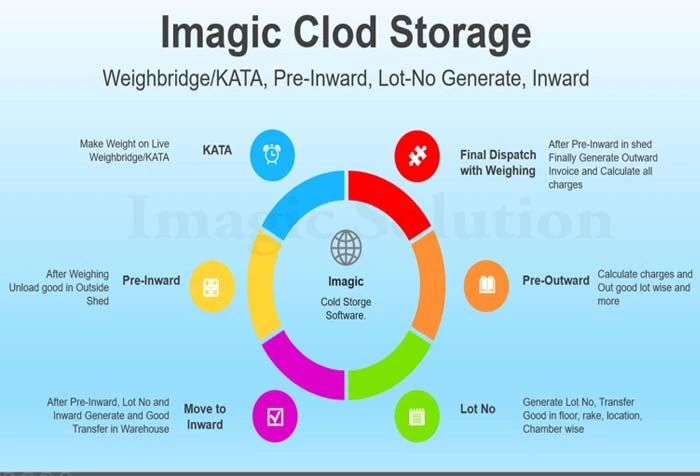 Imagic Clod Storage
Weighbridge/KATA, Pre-Inward, Lot-No Generate, Inward
Make Weight on Live
Weighbridge/KATA
KATA
Final Dispatch
with Weighing
After Pre-Inward in shed
Finally Generate Outward
Invoice and Calculate all
charges
Imagic Solution
After Weighing
Unload good in Outside
Shed
Pre-Inward
Imagic
Cold Storge
Software.
Pre-Outward
Calculate charges and
Out good lot wise and
more
After Pre-Inward, Lot No and
Inward Generate and Good
Transfer in Warehouse
Move to
Inward
Lot No
Generate Lot No, Transfer
Good in floor, rake, location,
Chamber wise